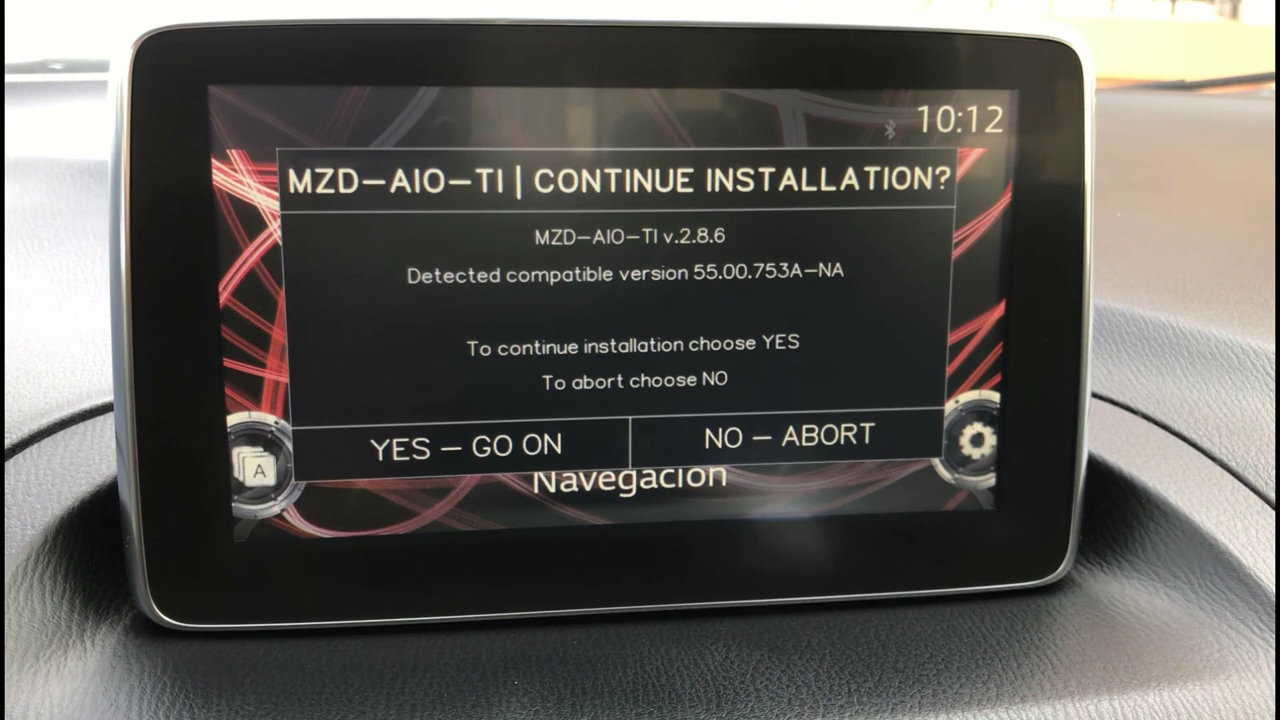 10:12
MZD-AIO-TI | CONTINUE INSTALLATION?
MZD-AIO-TI v.2.8.6
Detected compatible version 55.00.753A-NA
To continue installation choose YES
To abort choose NO
YES - GO ON
NO - ABORT
A
Navegación